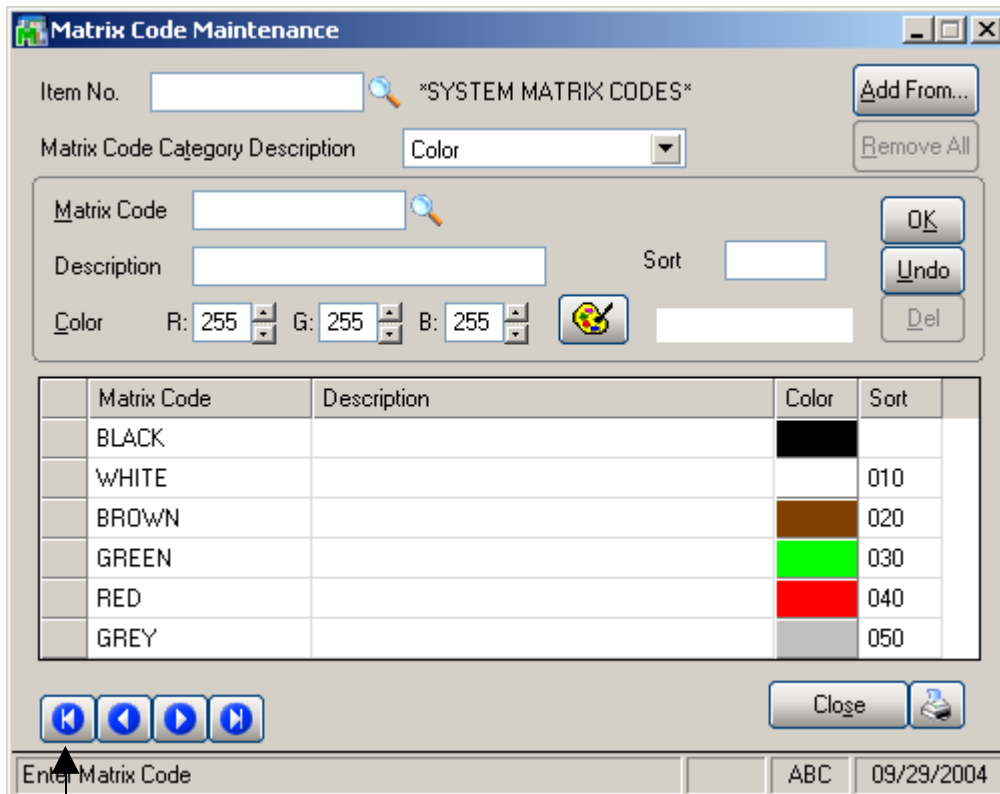 Matrix Code Maintenance
Item No. *SYSTEM MATRIX CODES* Add From...
Matrix Code Category Description Color Remove All
Matrix Code OK
Description Sort Undo
Color R: 255 G: 255 B: 255 Del
Matrix Code Description Color Sort
BLACK
WHITE 010
BROWN 020
GREEN 030
RED 040
GREY 050
Close
Enter Matrix Code ABC 09/29/2004